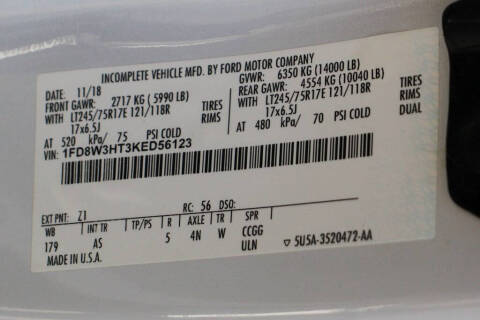 INCOMPLETE VEHICLE MFD. BY FORD MOTOR COMPANY
DATE: 11/18 GVWR: 6350 KG (14000 LB)
FRONT GAWR: 2717 KG (5990 LB) REAR GAWR: 4554 KG (10040 LB)
WITH LT245/75R17E 121/118R TIRES WITH LT245/75R17E 121/118R TIRES
17x6.5J RIMS 17x6.5J RIMS
AT 520 kPa/ 75 PSI COLD AT 480 kPa/ 70 PSI COLD DUAL
VIN: 1FD8W3HT3KED56123
EXT PNT: Z1 RC: 56 DSO:
WB INT TR TP/PS R AXLE TR SPR
179 AS 5 4N W CCGG
MADE IN U.S.A. ULN 5U5A-3520472-AA